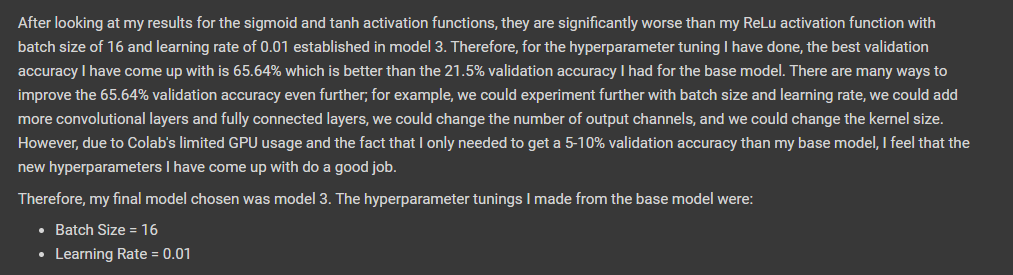 After looking at my results for the sigmoid and tanh activation functions, they are significantly worse than my ReLu activation function with
batch size of 16 and learning rate of 0.01 established in model 3. Therefore, for the hyperparameter tuning I have done, the best validation
accuracy I have come up with is 65.64% which is better than the 21.5% validation accuracy I had for the base model. There are many ways to
improve the 65.64% validation accuracy even further; for example, we could experiment further with batch size and learning rate, we could add
more convolutional layers and fully connected layers, we could change the number of output channels, and we could change the kernel size.
However, due to Colab's limited GPU usage and the fact that I only needed to get a 5-10% validation accuracy than my base model, I feel that the
new hyperparameters I have come up with do a good job.
Therefore, my final model chosen was model 3. The hyperparameter tunings I made from the base model were:
• Batch Size = 16
• Learning Rate = 0.01